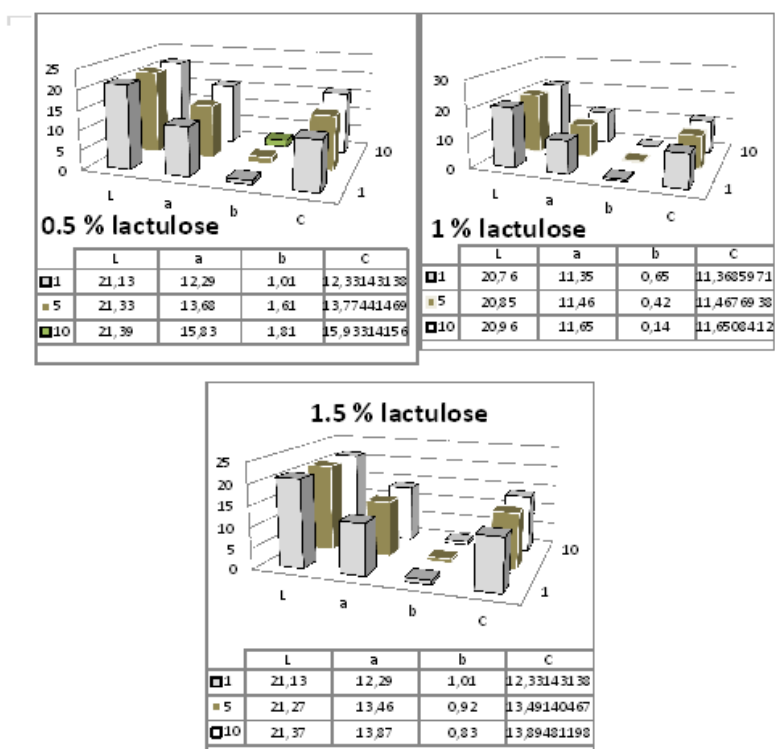 25
20
15
10
5
0
L
a
b
C
10
1
0.5 % lactulose
L a b C
1 21,13 12,29 1,01 12,33143138
5 21,33 13,68 1,61 13,77441469
10 21,39 15,83 1,81 15,93314156
30
20
10
0
L
a
b
C
10
1
1 % lactulose
L a b C
1 20,76 11,35 0,65 11,3685971
5 20,85 11,46 0,42 11,4676938
10 20,96 11,65 0,14 11,6508412
1.5 % lactulose
25
20
15
10
5
0
L
a
b
C
10
1
L a b C
1 21,13 12,29 1,01 12,33143138
5 21,27 13,46 0,92 13,49140467
10 21,37 13,87 0,83 13,89481198